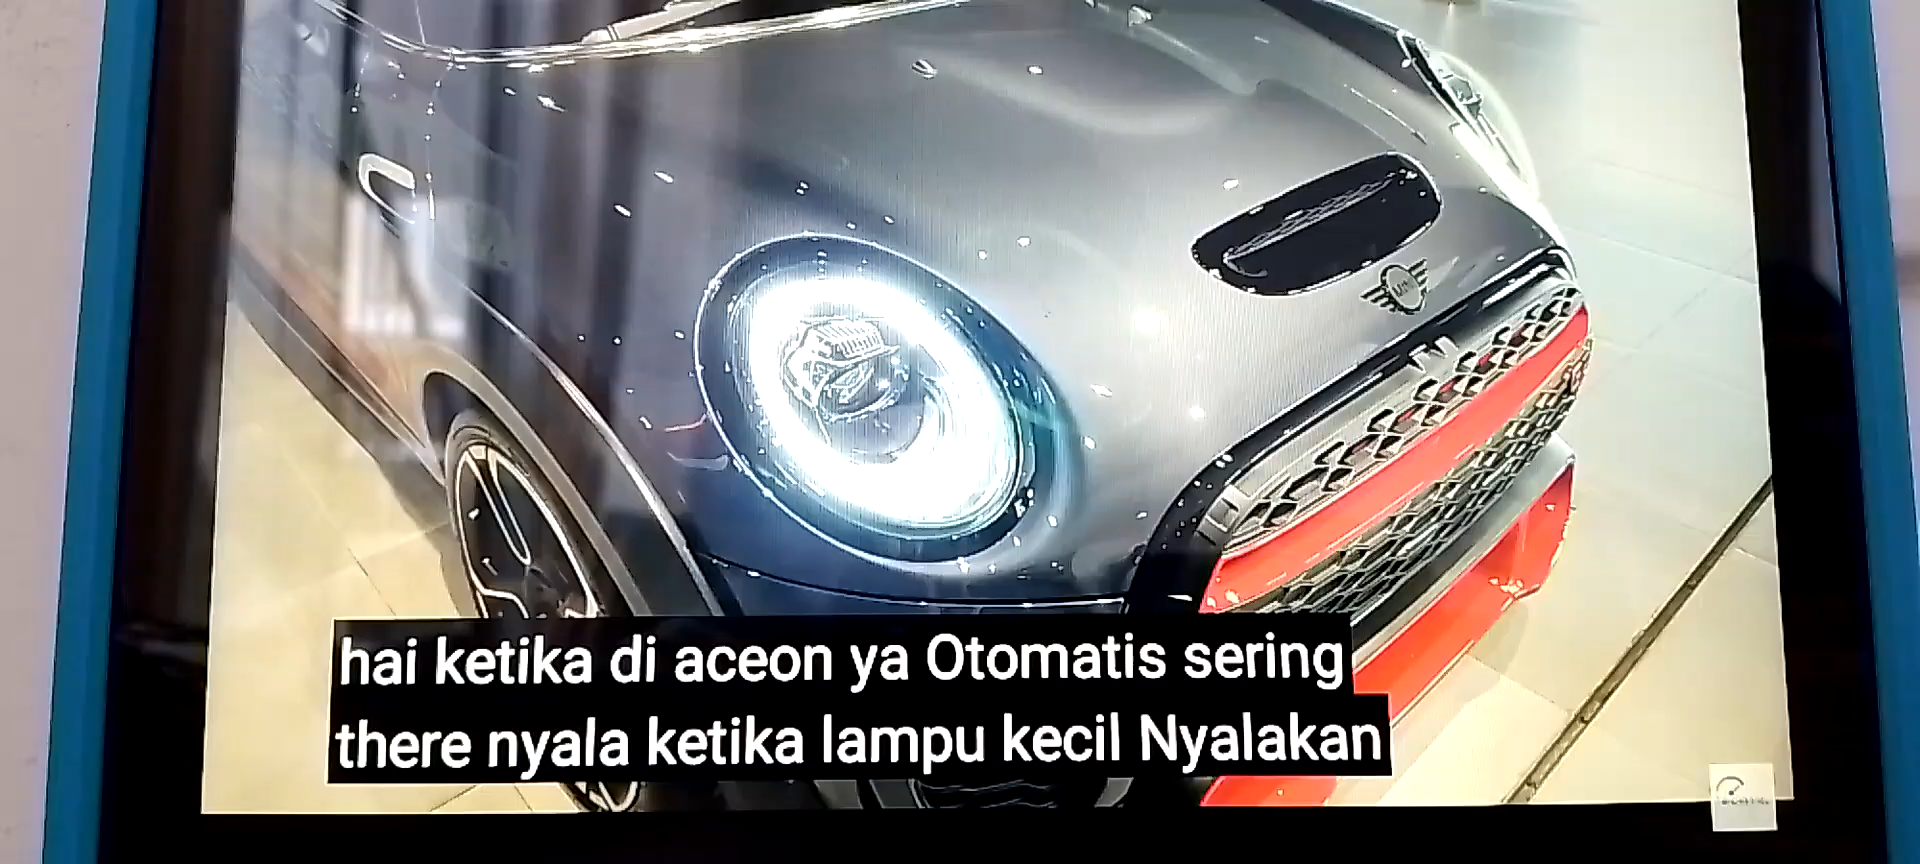 hai ketika di aceon ya Otomatis sering
there nyala ketika lampu kecil Nyalakan